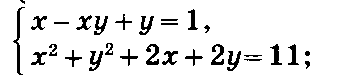 x − xy + y = 1,
x² + y² + 2x + 2y = 11;